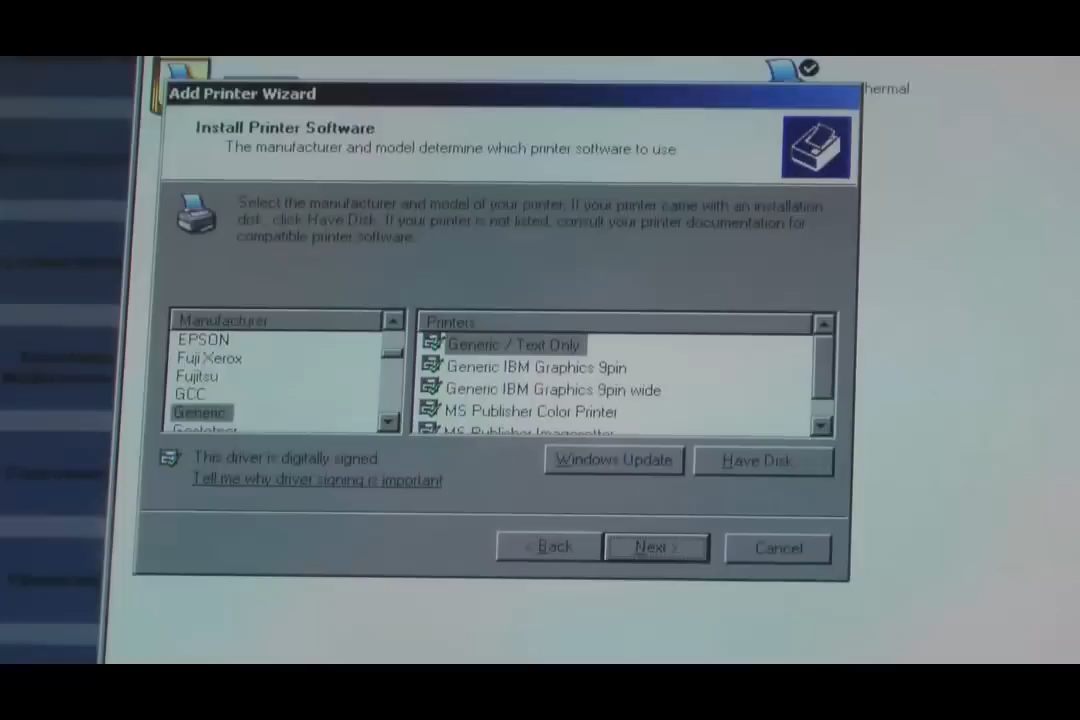 hermal
Add Printer Wizard
Install Printer Software
The manufacturer and model determine which printer software to use
Select the manufacturer and model of your printer. If your printer came with an installation
disk, click Have Disk. If your printer is not listed, consult your printer documentation for
compatible printer software.
Manufacturer
EPSON
Fuji Xerox
Fujitsu
GCC
Generic
Printers
Generic / Text Only
Generic IBM Graphics 9pin
Generic IBM Graphics 9pin wide
MS Publisher Color Printer
MS Publisher Imagesetter
This driver is digitally signed.
Tell me why driver signing is important
Windows Update
Have Disk...
< Back
Next >
Cancel